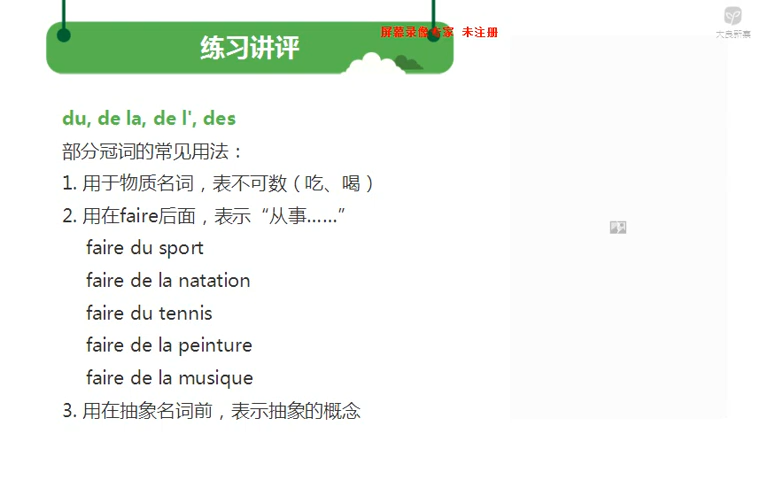 屏幕录像专家 未注册
练习讲评
du, de la, de l', des
部分冠词的常见用法：
1. 用于物质名词，表不可数（吃、喝）
2. 用在faire后面，表示“从事……”
faire du sport
faire de la natation
faire du tennis
faire de la peinture
faire de la musique
3. 用在抽象名词前，表示抽象的概念